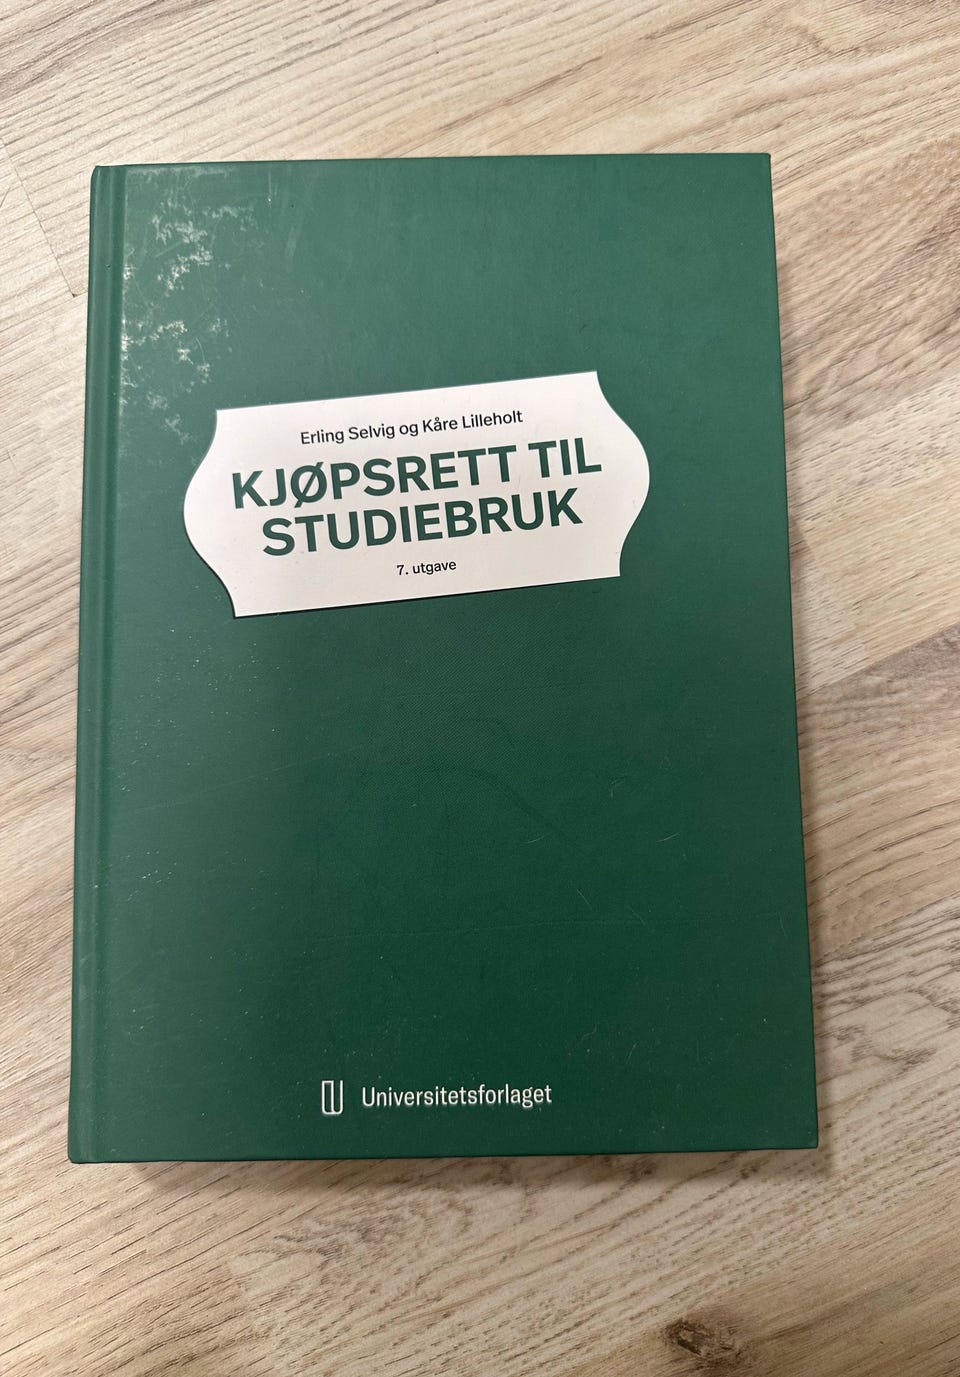 Erling Selvig og Kåre Lilleholt
KJØPSRETT TIL
STUDIEBRUK
7. utgave
Universitetsforlaget